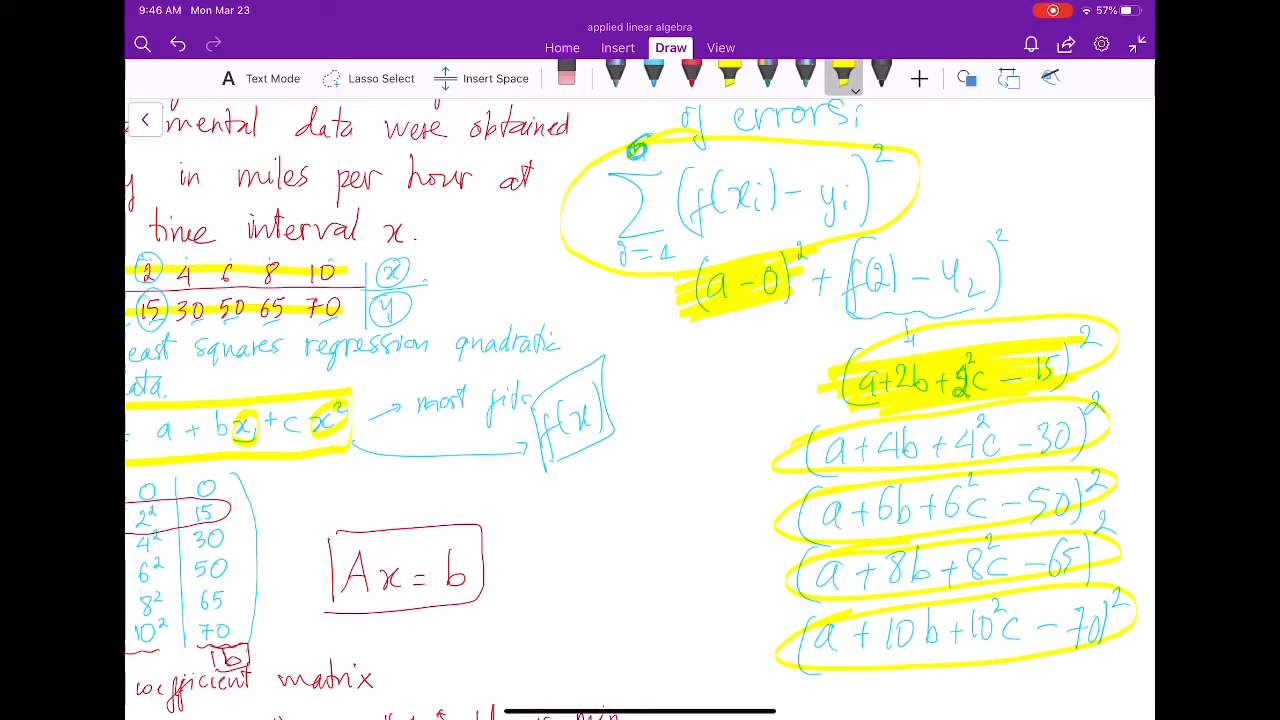 9:46 AM Mon Mar 23
57%
applied linear algebra
Home Insert Draw View
Text Mode
Lasso Select
Insert Space
mental data were obtained
y in miles per hour at
time interval x.
2 4 6 8 10 x
15 30 50 65 70 y
east squares regression quadratic
data.
= a + bx + cx² → most fids f(x)
0 0
2² 15
4² 30
6² 50
8² 65
10² 70
b
Ax = b
coefficient matrix
of errors:
(f(xi) - yi)²
(a - 0)² + (f(2) - y2)²
(a + 2b + 2²c - 15)²
(a + 4b + 4²c - 30)²
(a + 6b + 6²c - 50)²
(a + 8b + 8²c - 65)²
(a + 10b + 10²c - 70)²